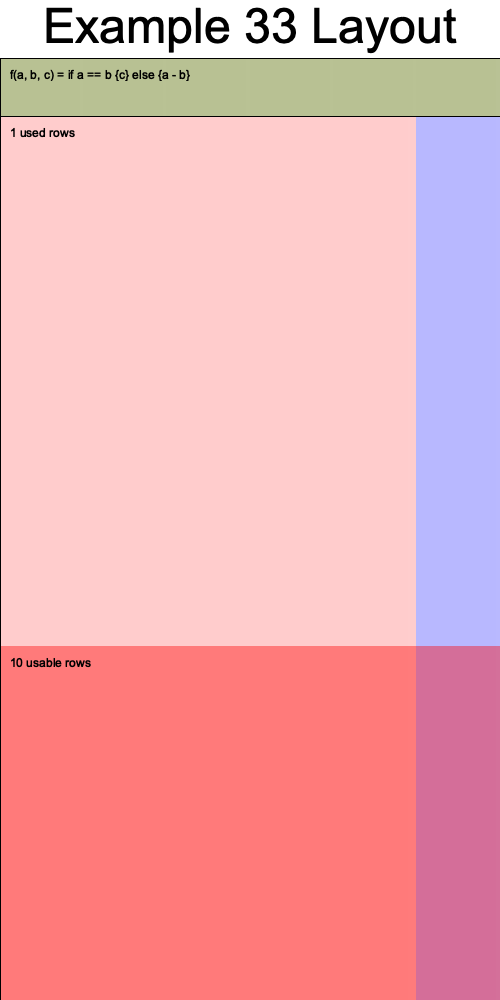 Example 33 Layout
f(a, b, c) = if a == b {c} else {a - b}
1 used rows
10 usable rows